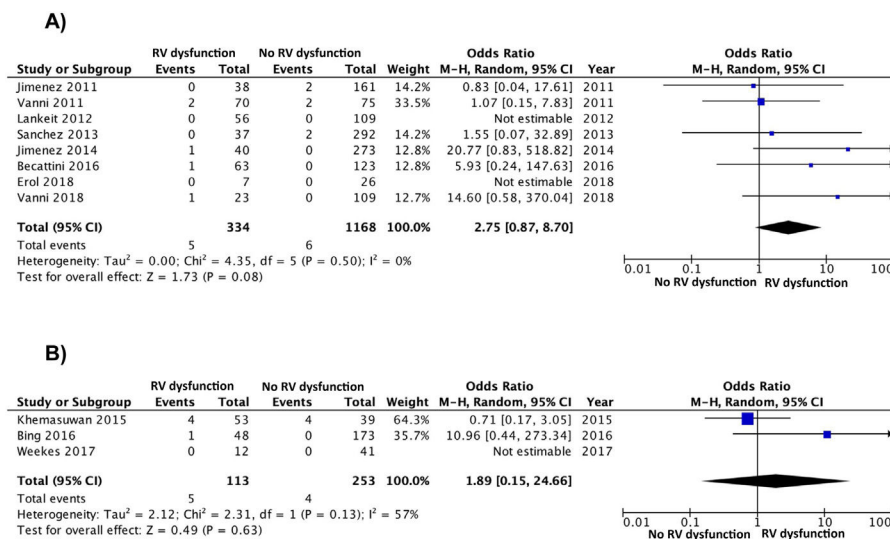 A)
RV dysfunction No RV dysfunction Odds Ratio Odds Ratio
Study or Subgroup Events Total Events Total Weight M-H, Random, 95% CI Year M-H, Random, 95% CI
Jimenez 2011 0 38 2 161 14.2% 0.83 [0.04, 17.61] 2011
Vanni 2011 2 70 2 75 33.5% 1.07 [0.15, 7.83] 2011
Lankeit 2012 0 56 0 109 Not estimable 2012
Sanchez 2013 0 37 2 292 14.2% 1.55 [0.07, 32.89] 2013
Jimenez 2014 1 40 0 273 12.8% 20.77 [0.83, 518.82] 2014
Becattini 2016 1 63 0 123 12.8% 5.93 [0.24, 147.63] 2016
Erol 2018 0 7 0 26 Not estimable 2018
Vanni 2018 1 23 0 109 12.7% 14.60 [0.58, 370.04] 2018
Total (95% CI) 334 1168 100.0% 2.75 [0.87, 8.70]
Total events 5 6
Heterogeneity: Tau² = 0.00; Chi² = 4.35, df = 5 (P = 0.50); I² = 0%
Test for overall effect: Z = 1.73 (P = 0.08)
0.01 0.1 1 10 100
No RV dysfunction RV dysfunction
B)
RV dysfunction No RV dysfunction Odds Ratio Odds Ratio
Study or Subgroup Events Total Events Total Weight M-H, Random, 95% CI Year M-H, Random, 95% CI
Khemasuwan 2015 4 53 4 39 64.3% 0.71 [0.17, 3.05] 2015
Bing 2016 1 48 0 173 35.7% 10.96 [0.44, 273.34] 2016
Weekes 2017 0 12 0 41 Not estimable 2017
Total (95% CI) 113 253 100.0% 1.89 [0.15, 24.66]
Total events 5 4
Heterogeneity: Tau² = 2.12; Chi² = 2.31, df = 1 (P = 0.13); I² = 57%
Test for overall effect: Z = 0.49 (P = 0.63)
0.01 0.1 1 10 100
No RV dysfunction RV dysfunction